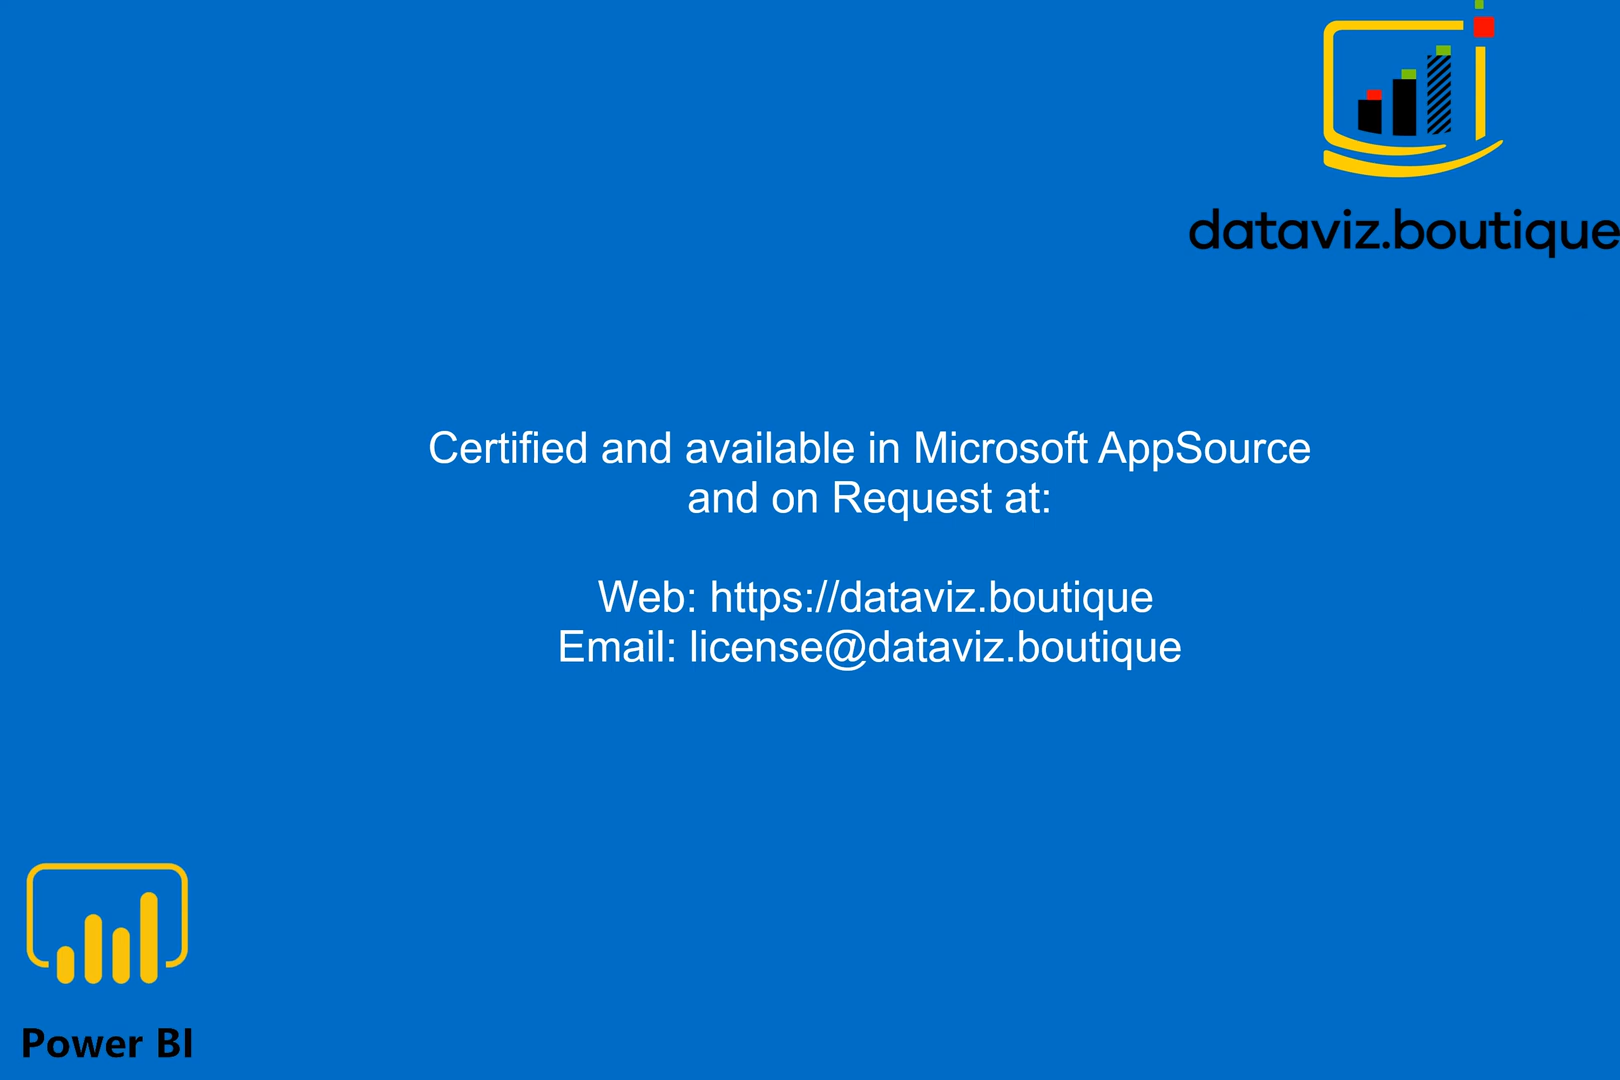 dataviz.boutique
Certified and available in Microsoft AppSource
and on Request at:
Web: https://dataviz.boutique
Email: license@dataviz.boutique
Power BI